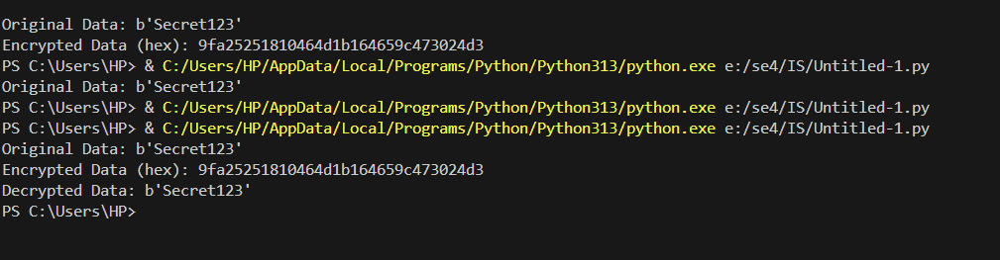 Original Data: b'Secret123'
Encrypted Data (hex): 9fa25251810464d1b164659c473024d3
PS C:\Users\HP> & C:/Users/HP/AppData/Local/Programs/Python/Python313/python.exe e:/se4/IS/Untitled-1.py
Original Data: b'Secret123'
PS C:\Users\HP> & C:/Users/HP/AppData/Local/Programs/Python/Python313/python.exe e:/se4/IS/Untitled-1.py
PS C:\Users\HP> & C:/Users/HP/AppData/Local/Programs/Python/Python313/python.exe e:/se4/IS/Untitled-1.py
Original Data: b'Secret123'
Encrypted Data (hex): 9fa25251810464d1b164659c473024d3
Decrypted Data: b'Secret123'
PS C:\Users\HP>